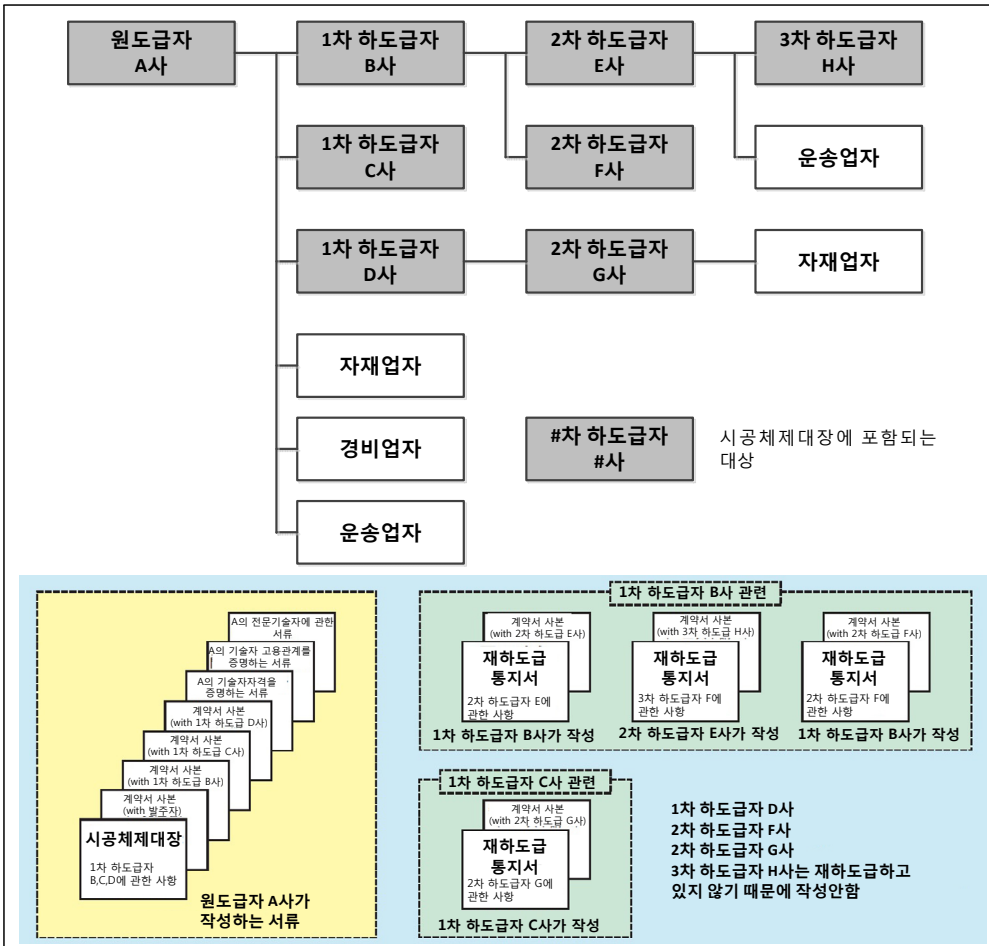 원도급자
A사
1차 하도급자
B사
2차 하도급자
E사
3차 하도급자
H사
1차 하도급자
C사
2차 하도급자
F사
운송업자
1차 하도급자
D사
2차 하도급자
G사
자재업자
자재업자
경비업자
#차 하도급자
#사
시공체제대장에 포함되는
대상
운송업자
A의 전문기술자에 관한
서류
A의 기술자 고용관계를
증명하는 서류
A의 기술자자격을
증명하는 서류
계약서 사본
(with 1차 하도급 D사)
계약서 사본
(with 1차 하도급 C사)
계약서 사본
(with 1차 하도급 B사)
계약서 사본
(with 발주자)
시공체제대장
1차 하도급자
B,C,D에 관한 사항
원도급자 A사가
작성하는 서류
1차 하도급자 B사 관련
계약서 사본
(with 2차 하도급 E사)
재하도급
통지서
2차 하도급자 E에
관한 사항
1차 하도급자 B사가 작성
계약서 사본
(with 3차 하도급 H사)
재하도급
통지서
3차 하도급자 F에
관한 사항
2차 하도급자 E사가 작성
계약서 사본
(with 2차 하도급 F사)
재하도급
통지서
2차 하도급자 F에
관한 사항
1차 하도급자 B사가 작성
1차 하도급자 C사 관련
계약서 사본
(with 2차 하도급 G사)
재하도급
통지서
2차 하도급자 G에
관한 사항
1차 하도급자 C사가 작성
1차 하도급자 D사
2차 하도급자 F사
2차 하도급자 G사
3차 하도급자 H사는 재하도급하고
있지 않기 때문에 작성안함